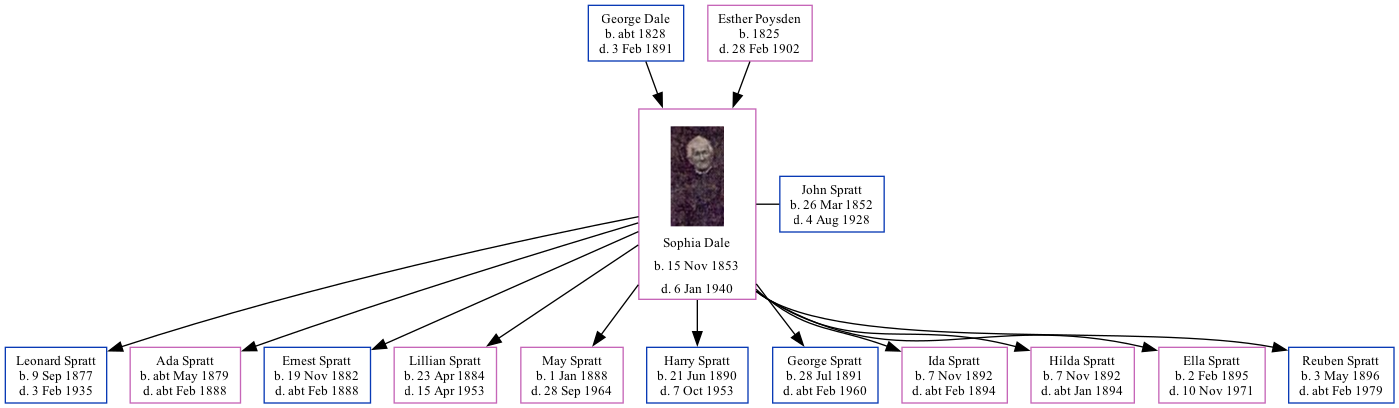 George Dale
b. abt 1828
d. 3 Feb 1891
Esther Poysden
b. 1825
d. 28 Feb 1902
Sophia Dale
b. 15 Nov 1853
d. 6 Jan 1940
John Spratt
b. 26 Mar 1852
d. 4 Aug 1928
Leonard Spratt
b. 9 Sep 1877
d. 3 Feb 1935
Ada Spratt
b. abt May 1879
d. abt Feb 1888
Ernest Spratt
b. 19 Nov 1882
d. abt Feb 1888
Lillian Spratt
b. 23 Apr 1884
d. 15 Apr 1953
May Spratt
b. 1 Jan 1888
d. 28 Sep 1964
Harry Spratt
b. 21 Jun 1890
d. 7 Oct 1953
George Spratt
b. 28 Jul 1891
d. abt Feb 1960
Ida Spratt
b. 7 Nov 1892
d. abt Feb 1894
Hilda Spratt
b. 7 Nov 1892
d. abt Jan 1894
Ella Spratt
b. 2 Feb 1895
d. 10 Nov 1971
Reuben Spratt
b. 3 May 1896
d. abt Feb 1979